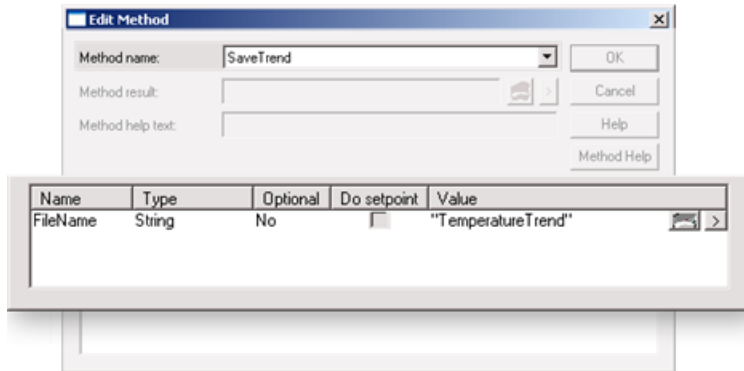 Edit Method
Method name: SaveTrend OK
Method result: > Cancel
Method help text: Help
Method Help
Name Type Optional Do setpoint Value
FileName String No "TemperatureTrend" >